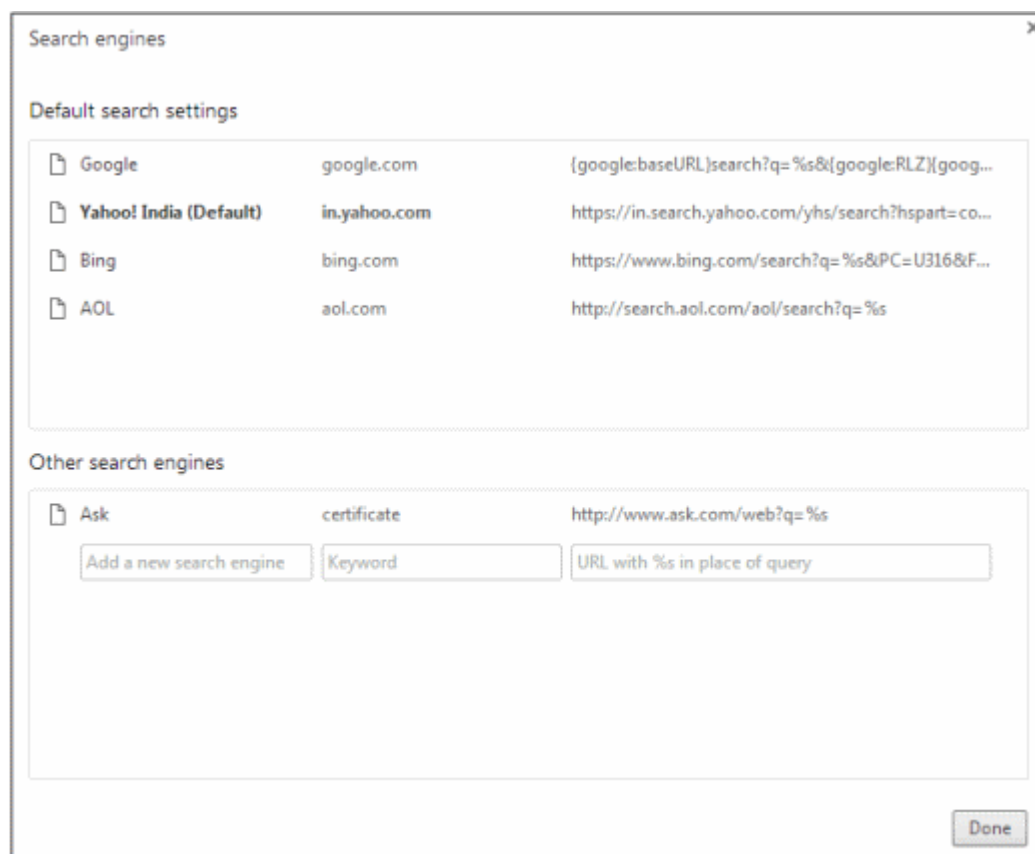 Search engines
Default search settings
Google google.com {google:baseURL}search?q=%s&{google:RLZ}{goog...
Yahoo! India (Default) in.yahoo.com https://in.search.yahoo.com/yhs/search?hspart=co...
Bing bing.com https://www.bing.com/search?q=%s&PC=U316&F...
AOL aol.com http://search.aol.com/aol/search?q=%s
Other search engines
Ask certificate http://www.ask.com/web?q=%s
Add a new search engine Keyword URL with %s in place of query
Done